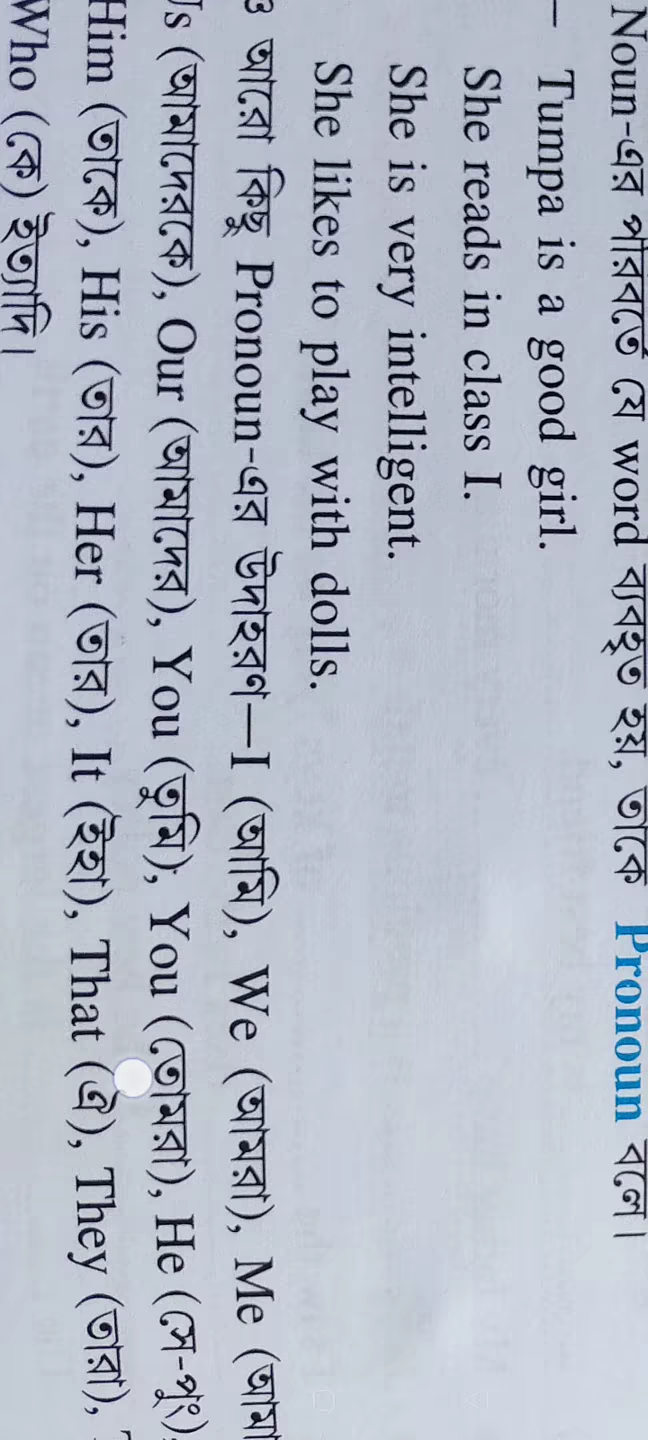 Noun-এর পরিবর্তে যে word ব্যবহৃত হয়, তাকে Pronoun বলে।
— Tumpa is a good girl.
She reads in class I.
She is very intelligent.
She likes to play with dolls.
আরো কিছু Pronoun-এর উদাহরণ—I (আমি), We (আমরা), Me
Us (আমাদেরকে), Our (আমাদের), You (তুমি), You (তোমরা), He (সে-পুং),
Him (তাকে), His (তার), Her (তার), It (ইহা), That (ঐ), They (তারা),
Who (কে) ইত্যাদি।